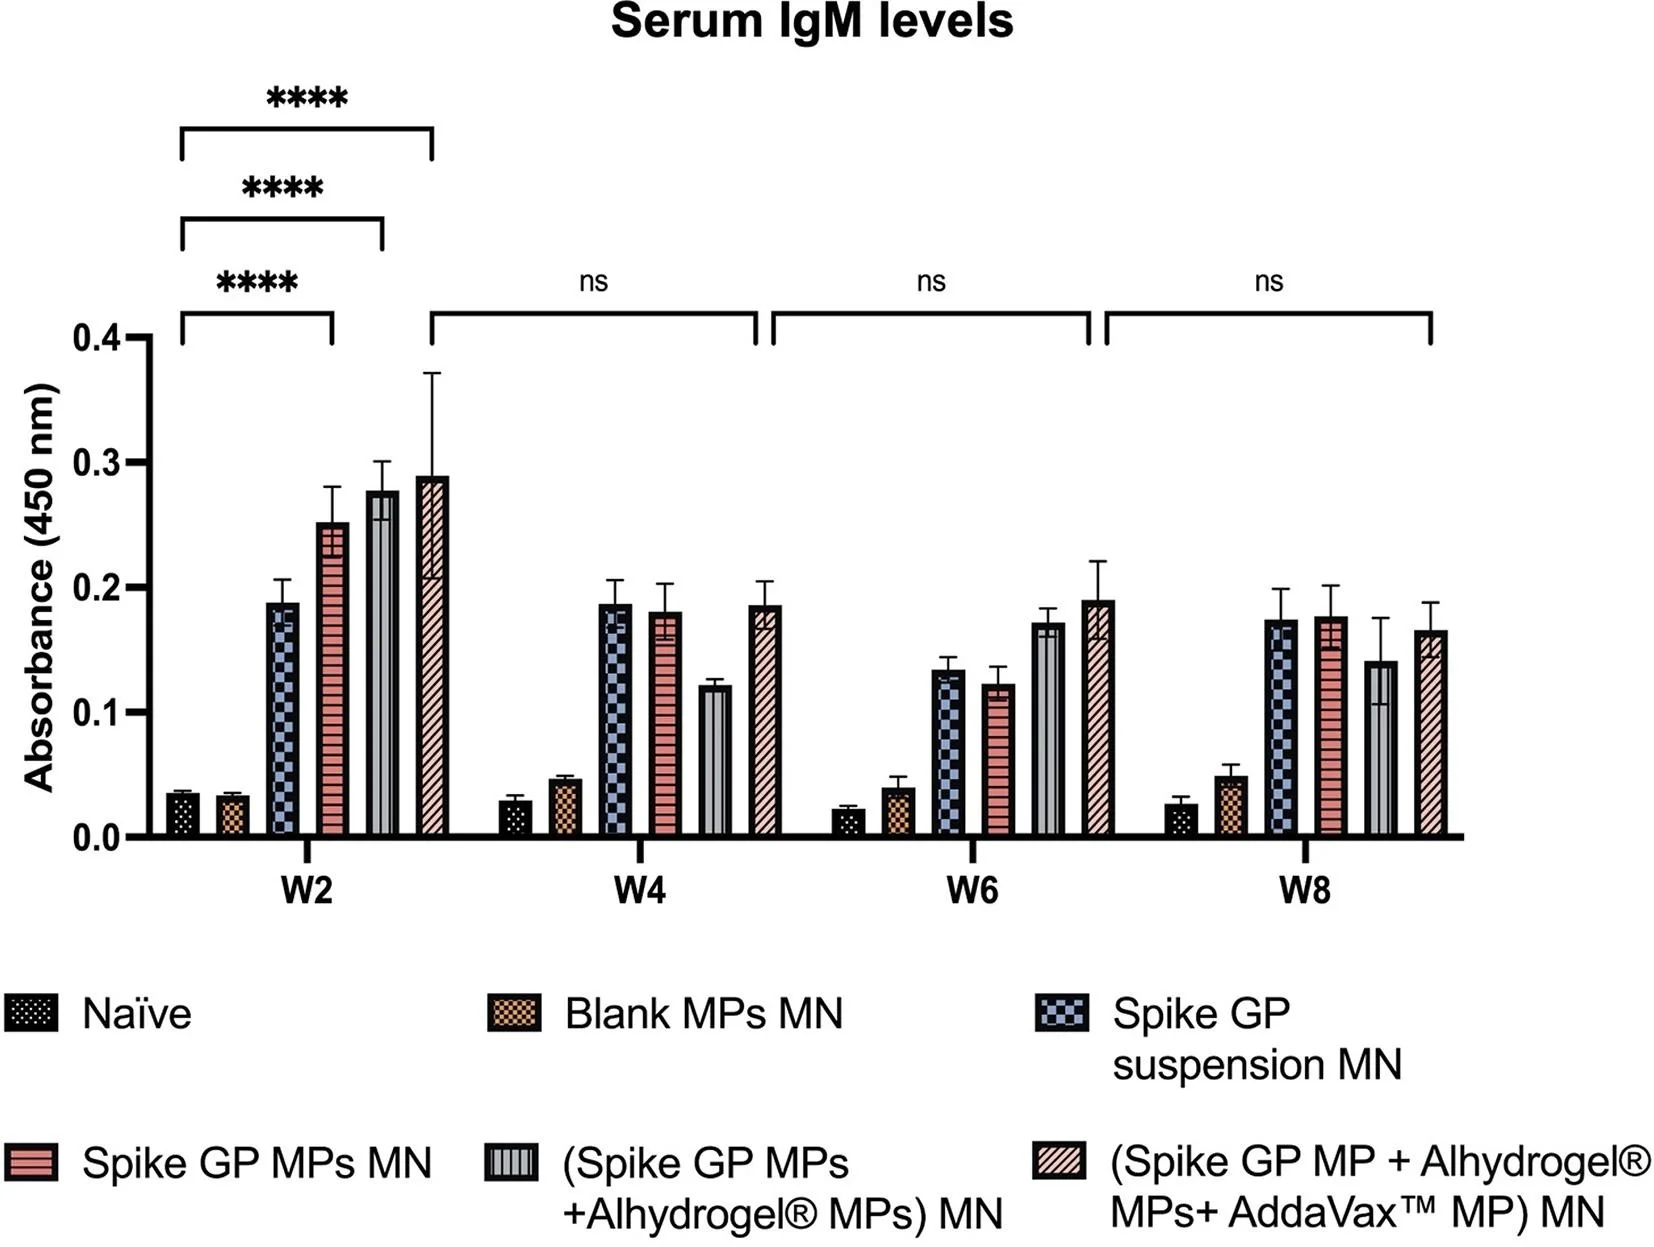 Serum IgM levels
****
****
****
ns
ns
ns
Absorbance (450 nm)
0.4
0.3
0.2
0.1
0.0
W2
W4
W6
W8
Naïve
Blank MPs MN
Spike GP
suspension MN
Spike GP MPs MN
(Spike GP MPs
+Alhydrogel® MPs) MN
(Spike GP MP + Alhydrogel®
MPs+ AddaVax™ MP) MN